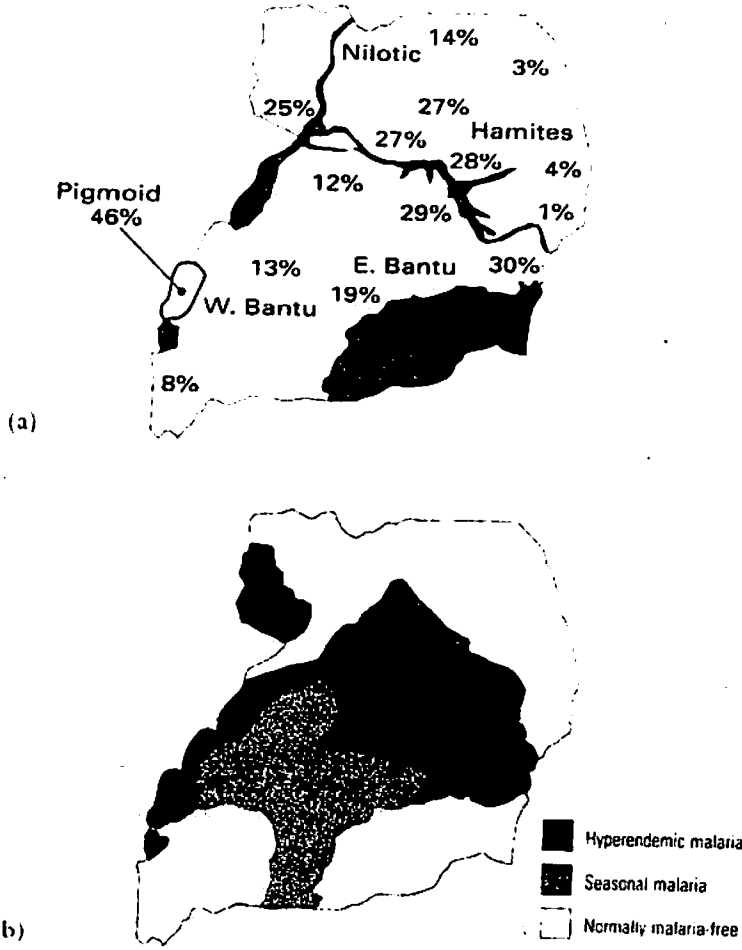 14%
Nilotic
3%
25%
27%
27%
Hamites
28%
4%
12%
Pigmoid
46%
29%
1%
13%
E. Bantu
30%
19%
W. Bantu
8%
(a)
Hyperendemic malaria
Seasonal malaria
b)
Normally malaria-free